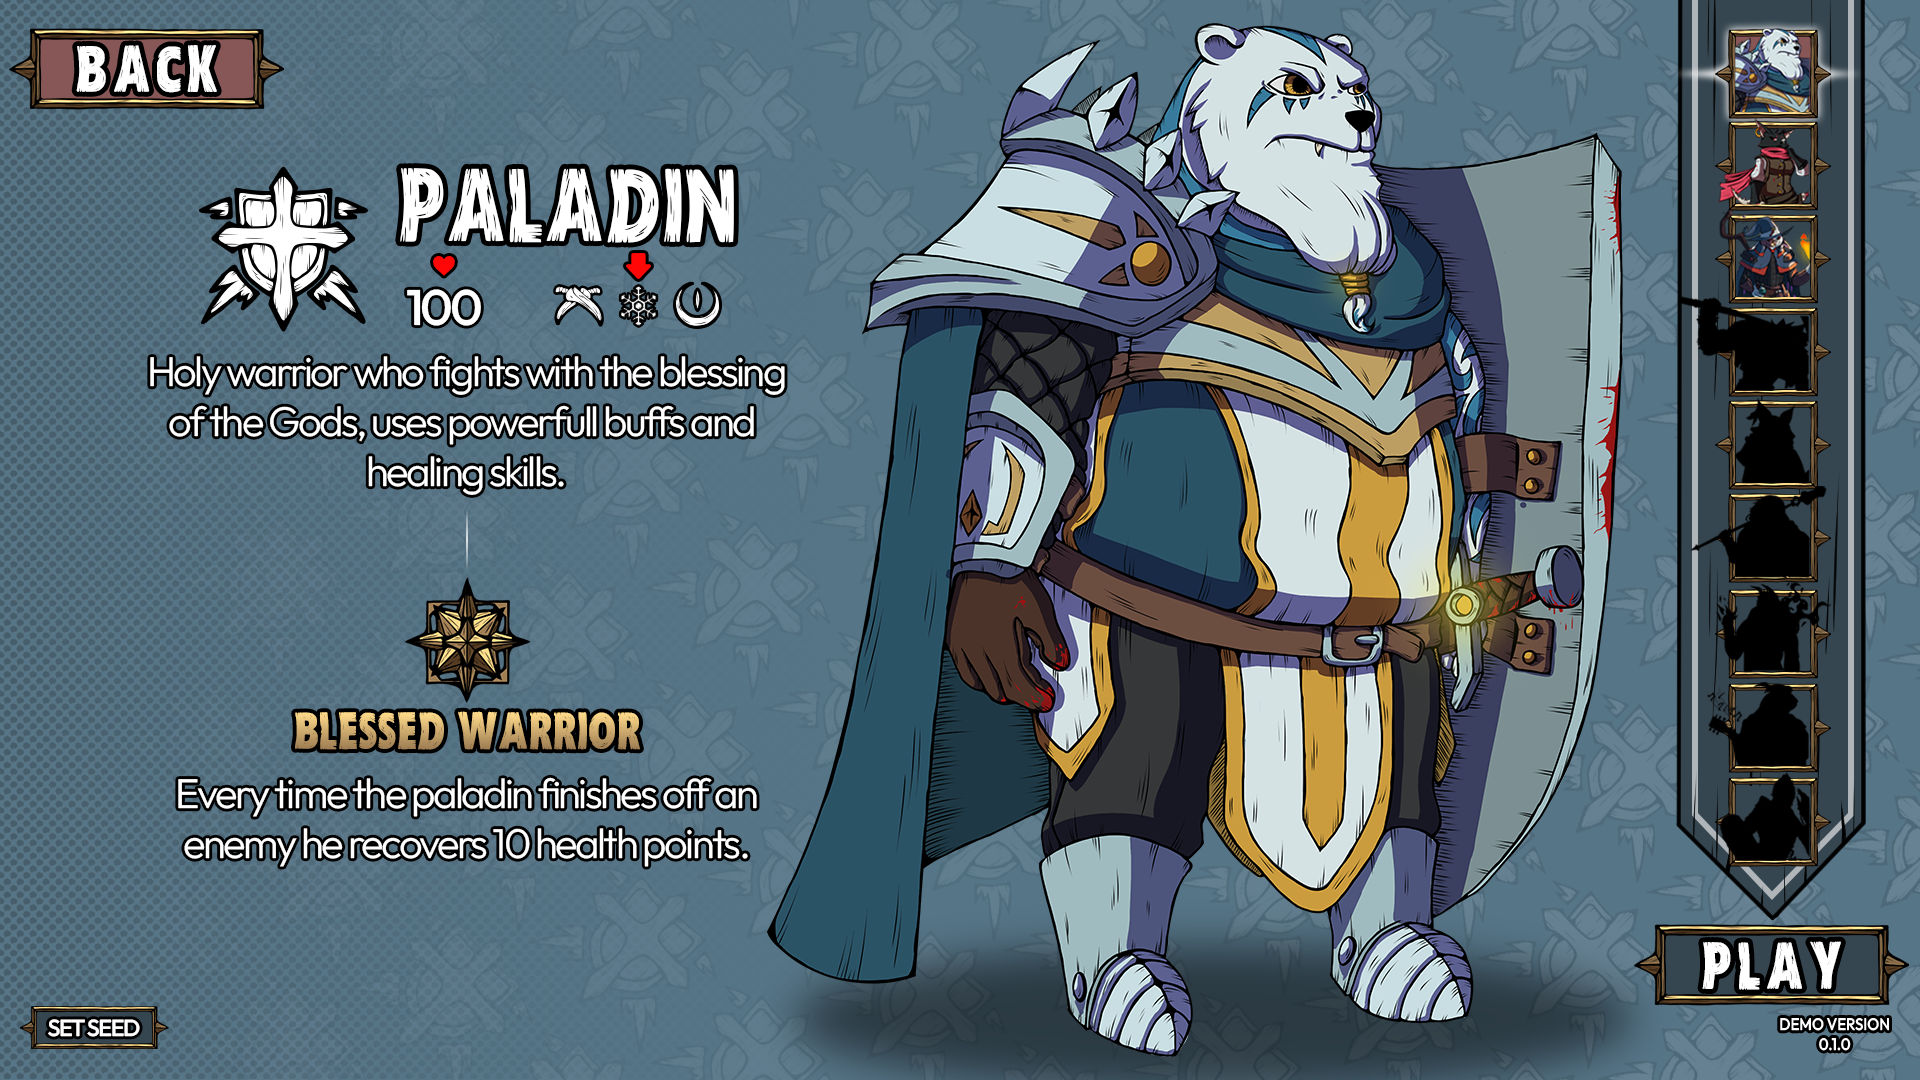 BACK
PALADIN
100
Holy warrior who fights with the blessing
of the Gods, uses powerfull buffs and
healing skills.
BLESSED WARRIOR
Every time the paladin finishes off an
enemy he recovers 10 health points.
SET SEED
PLAY
DEMO VERSION
0.1.0